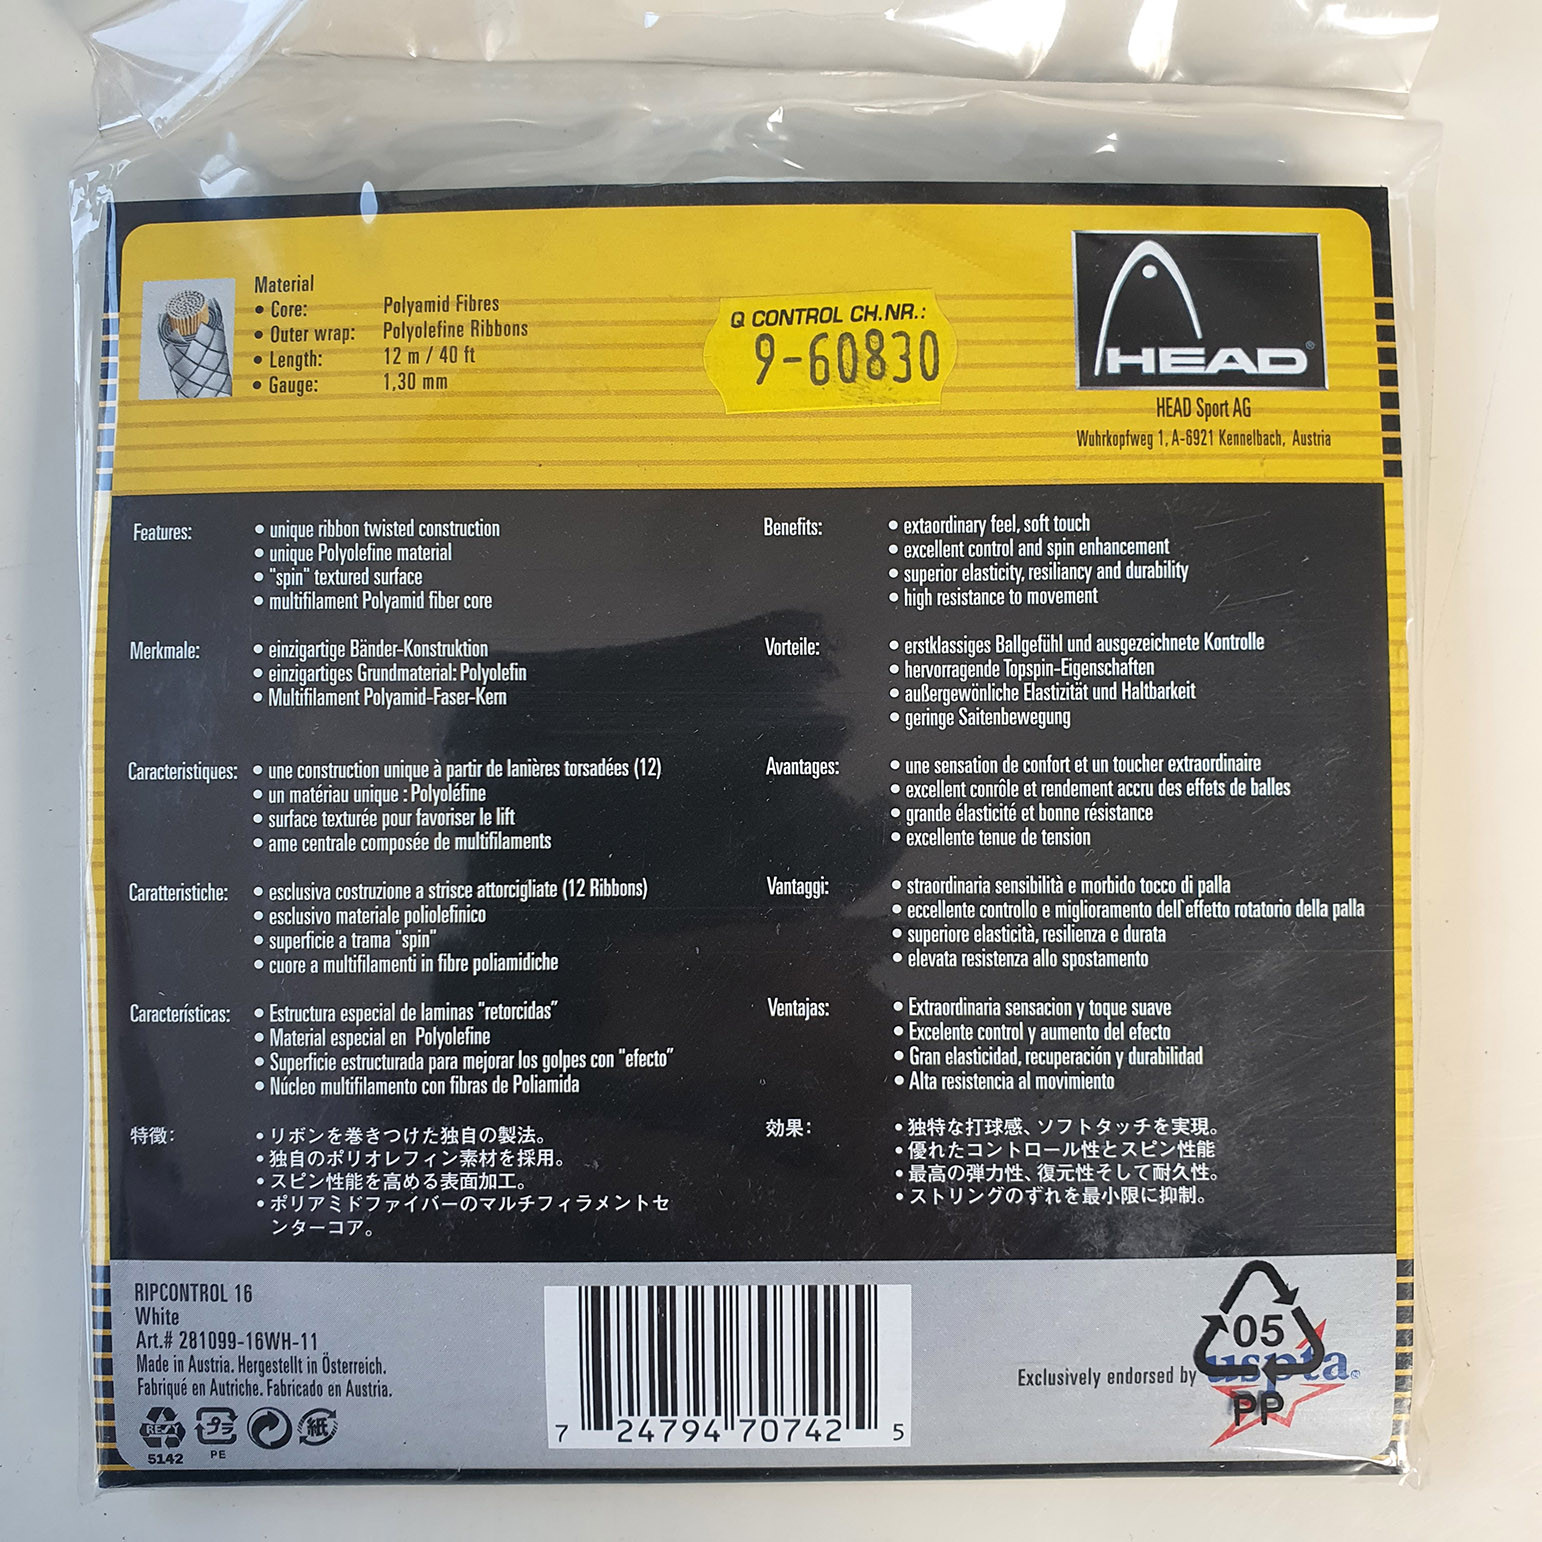 Material
• Core: Polyamid Fibres
• Outer wrap: Polyolefine Ribbons
• Length: 12 m / 40 ft
• Gauge: 1,30 mm
Q CONTROL CH.NR.:
9-60830
HEAD®
HEAD Sport AG
Wuhrkopfweg 1, A-6921 Kennelbach, Austria
Features:
• unique ribbon twisted construction
• unique Polyolefine material
• "spin" textured surface
• multifilament Polyamid fiber core
Benefits:
• extaordinary feel, soft touch
• excellent control and spin enhancement
• superior elasticity, resiliancy and durability
• high resistance to movement
Merkmale:
• einzigartige Bänder-Konstruktion
• einzigartiges Grundmaterial: Polyolefin
• Multifilament Polyamid-Faser-Kern
Vorteile:
• erstklassiges Ballgefühl und ausgezeichnete Kontrolle
• hervorragende Topspin-Eigenschaften
• außergewönliche Elastizität und Haltbarkeit
• geringe Saitenbewegung
Caracteristiques:
• une construction unique à partir de lanières torsadées (12)
• un matériau unique : Polyoléfine
• surface texturée pour favoriser le lift
• ame centrale composée de multifilaments
Avantages:
• une sensation de confort et un toucher extraordinaire
• excellent conrôle et rendement accru des effets de balles
• grande élasticité et bonne résistance
• excellente tenue de tension
Caratteristiche:
• esclusiva costruzione a strisce attorcigliate (12 Ribbons)
• esclusivo materiale poliolefinico
• superficie a trama "spin"
• cuore a multifilamenti in fibre poliamidiche
Vantaggi:
• straordinaria sensibilità e morbido tocco di palla
• eccellente controllo e miglioramento dell'effetto rotatorio della palla
• superiore elasticità, resilienza e durata
• elevata resistenza allo spostamento
Características:
• Estructura especial de laminas "retorcidas"
• Material especial en Polyolefine
• Superfície estructurada para mejorar los golpes con "efecto"
• Núcleo multifilamento con fibras de Poliamida
Ventajas:
• Extraordinaria sensacion y toque suave
• Excelente control y aumento del efecto
• Gran elasticidad, recuperación y durabilidad
• Alta resistencia al movimiento
特徴：
• リボンを巻きつけた独自の製法。
• 独自のポリオレフィン素材を採用。
• スピン性能を高める表面加工。
• ポリアミドファイバーのマルチフィラメントセ
ンターコア。
効果：
• 独特な打球感、ソフトタッチを実現。
• 優れたコントロール性とスピン性能
• 最高の弾力性、復元性そして耐久性。
• ストリングのずれを最小限に抑制。
RIPCONTROL 16
White
Art.# 281099-16WH-11
Made in Austria. Hergestellt in Österreich.
Fabriqué en Autriche. Fabricado en Austria.
RESY
5142
プラ
PE
紙
7 24794 70742 5
Exclusively endorsed by uspta®
05
PP